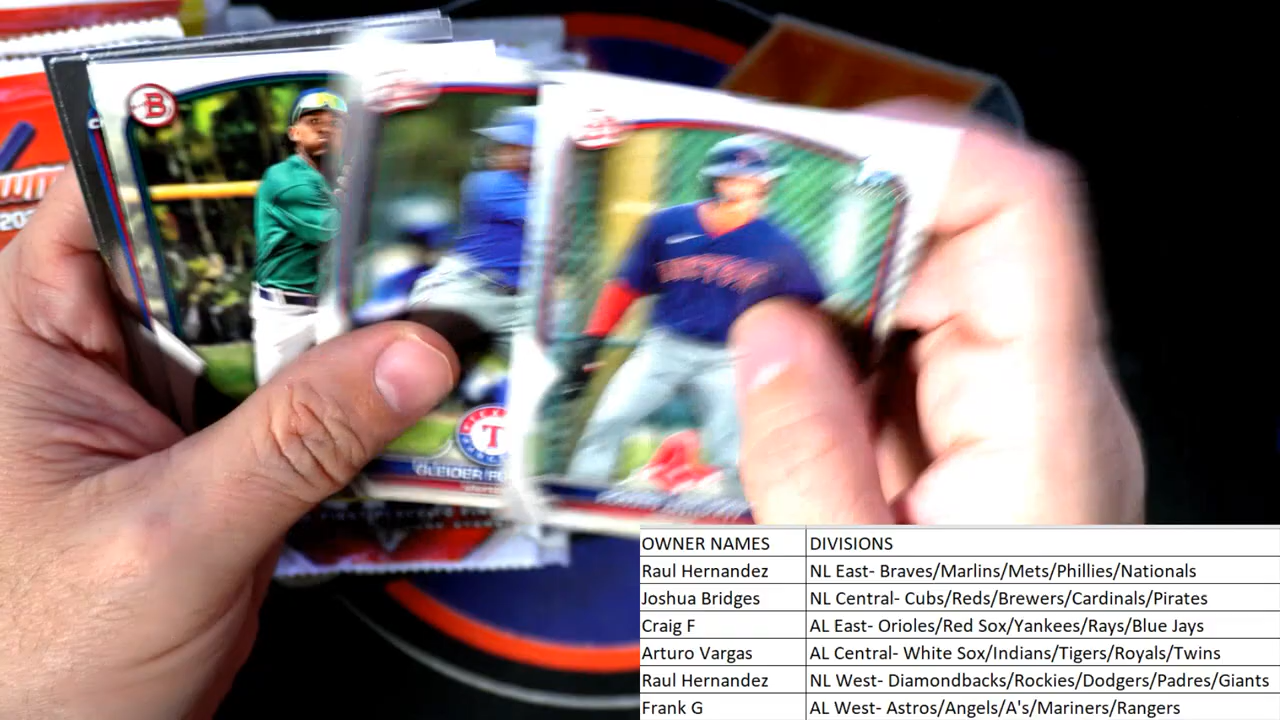 B
BOSTON
T
GLEIDER
OWNER NAMES DIVISIONS
Raul Hernandez NL East- Braves/Marlins/Mets/Phillies/Nationals
Joshua Bridges NL Central- Cubs/Reds/Brewers/Cardinals/Pirates
Craig F AL East- Orioles/Red Sox/Yankees/Rays/Blue Jays
Arturo Vargas AL Central- White Sox/Indians/Tigers/Royals/Twins
Raul Hernandez NL West- Diamondbacks/Rockies/Dodgers/Padres/Giants
Frank G AL West- Astros/Angels/A's/Mariners/Rangers